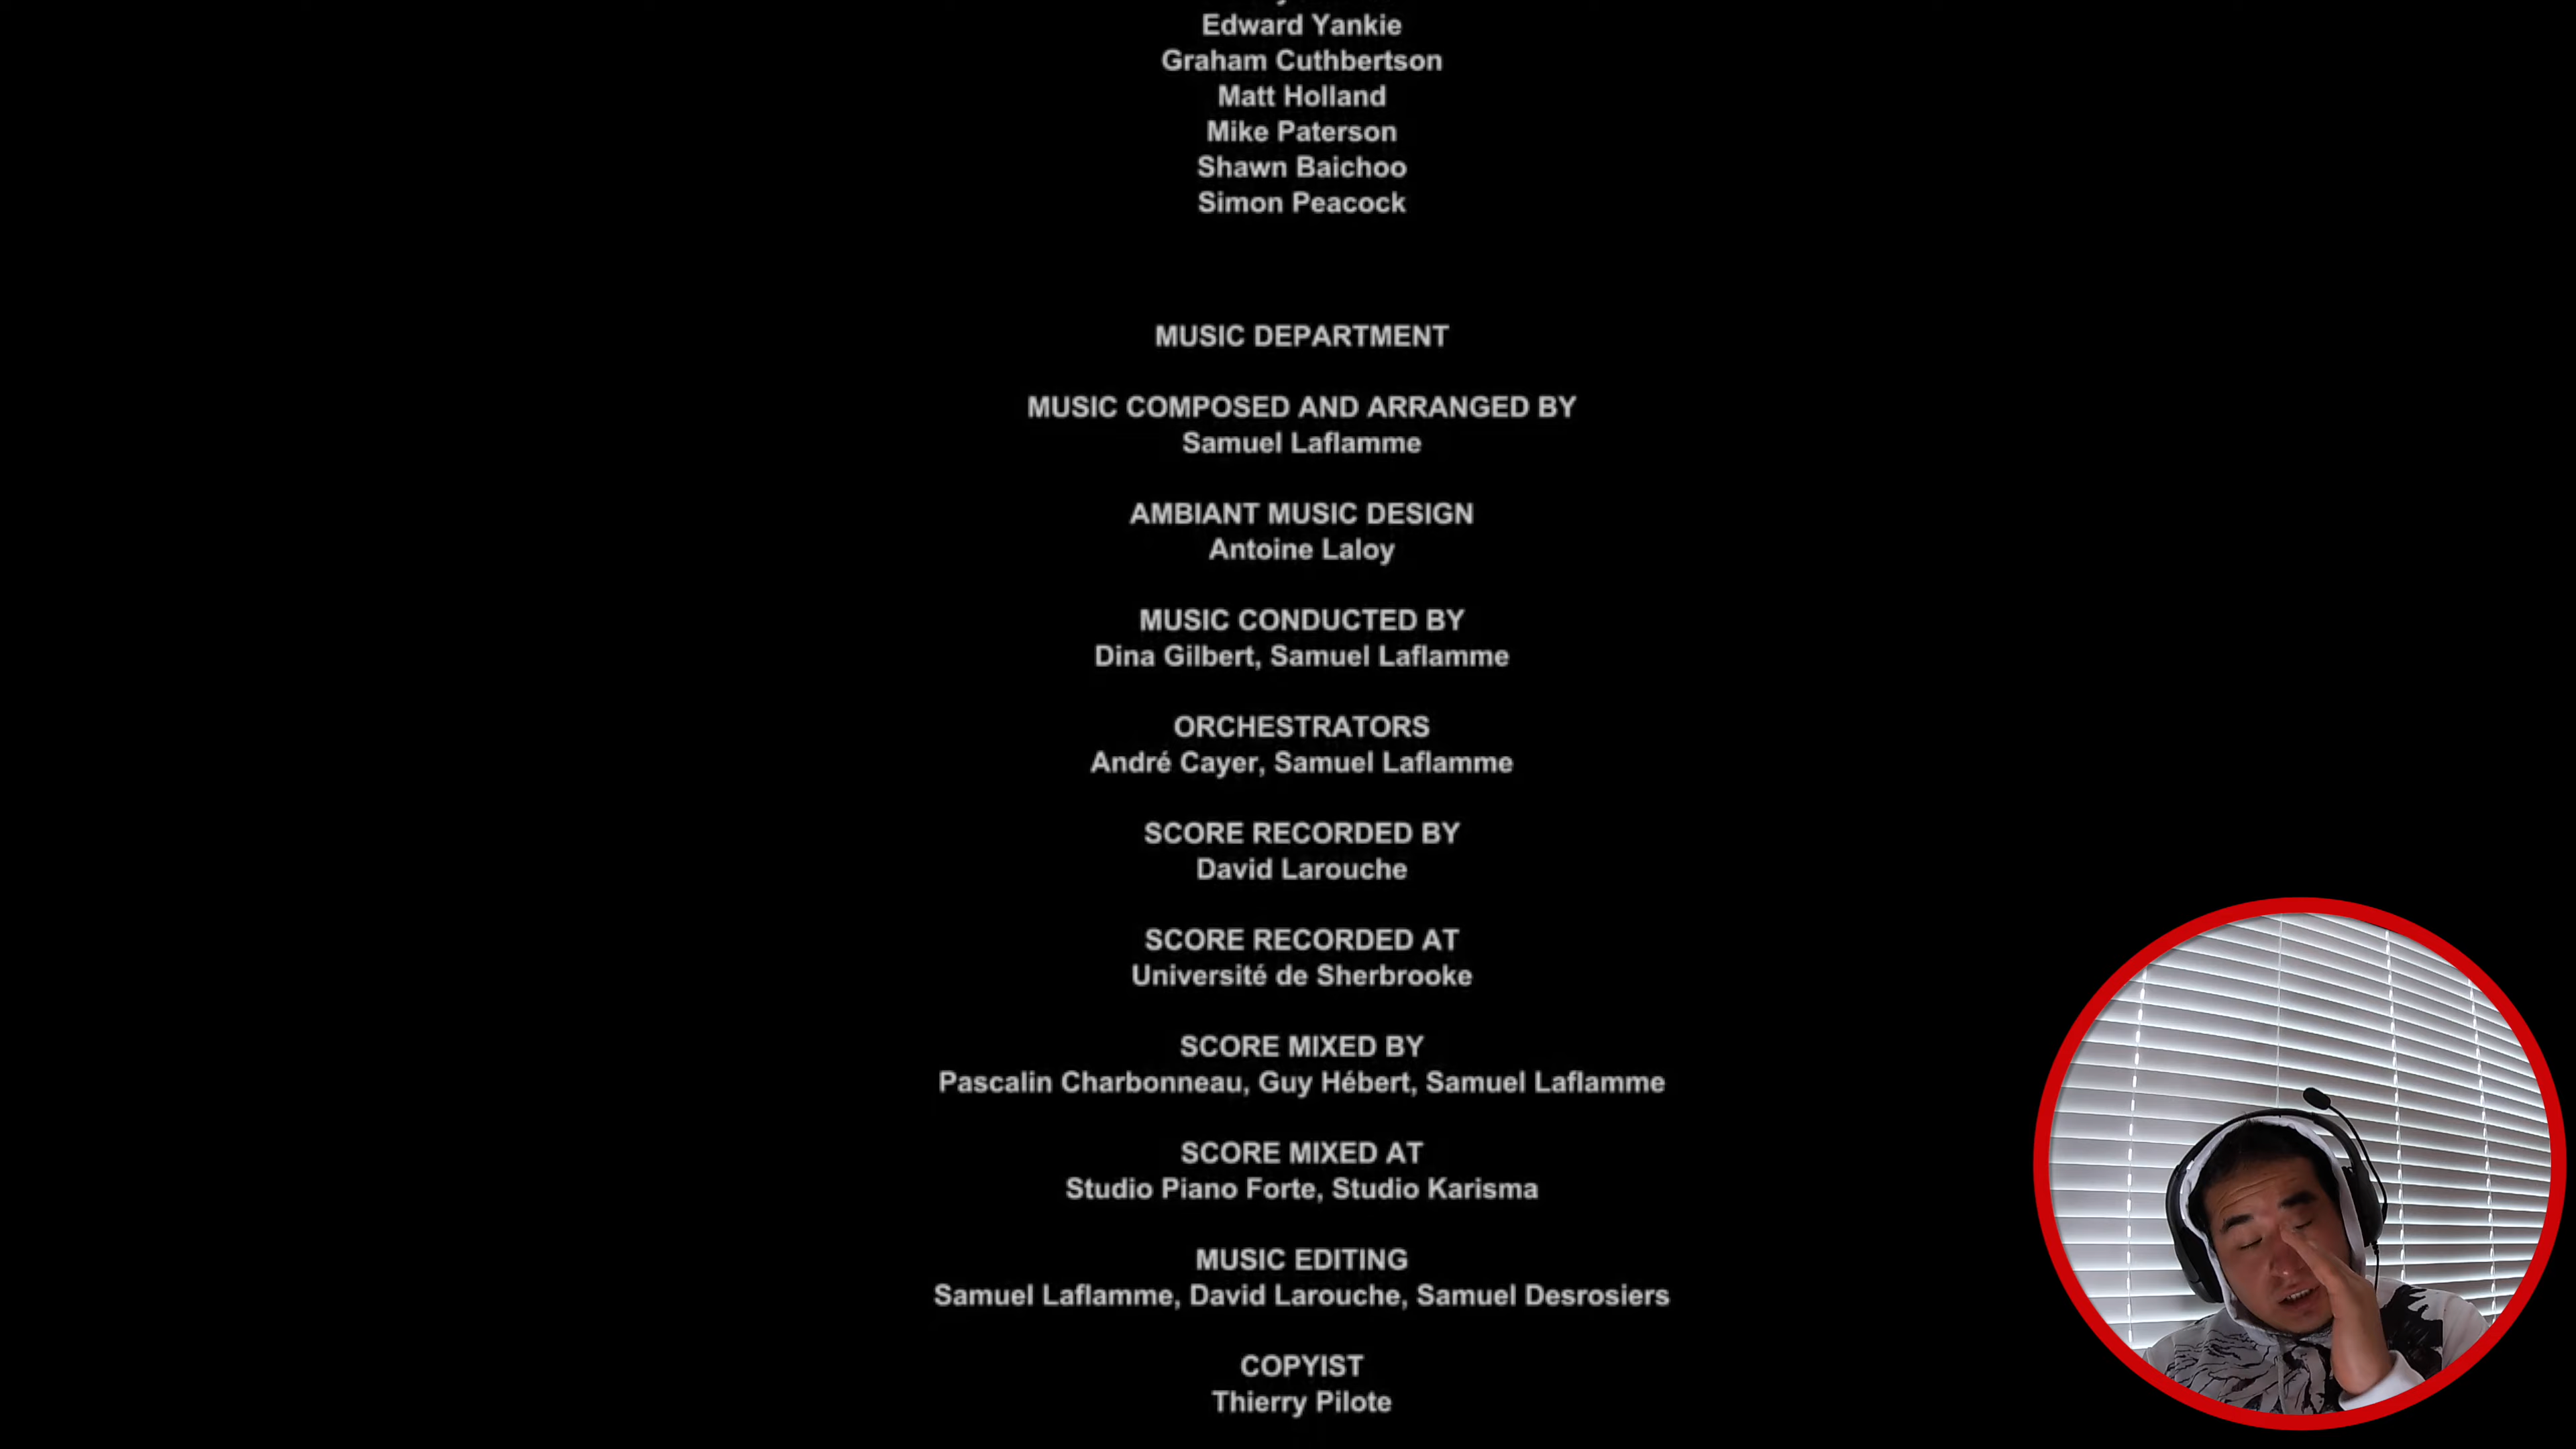 Edward Yankie
Graham Cuthbertson
Matt Holland
Mike Paterson
Shawn Baichoo
Simon Peacock
MUSIC DEPARTMENT
MUSIC COMPOSED AND ARRANGED BY
Samuel Laflamme
AMBIANT MUSIC DESIGN
Antoine Laloy
MUSIC CONDUCTED BY
Dina Gilbert, Samuel Laflamme
ORCHESTRATORS
André Cayer, Samuel Laflamme
SCORE RECORDED BY
David Larouche
SCORE RECORDED AT
Université de Sherbrooke
SCORE MIXED BY
Pascalin Charbonneau, Guy Hébert, Samuel Laflamme
SCORE MIXED AT
Studio Piano Forte, Studio Karisma
MUSIC EDITING
Samuel Laflamme, David Larouche, Samuel Desrosiers
COPYIST
Thierry Pilote